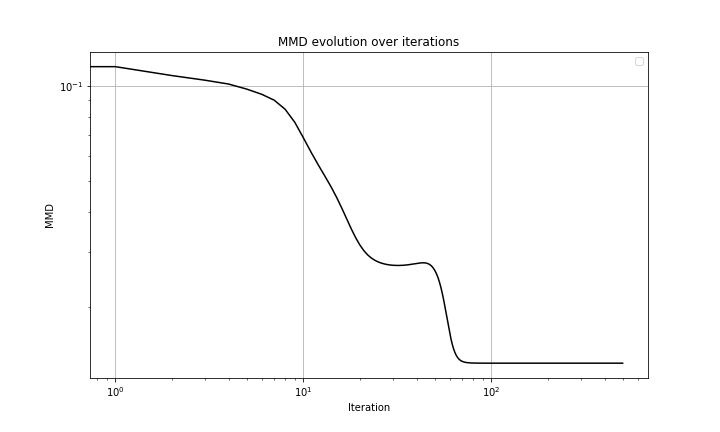 MMD evolution over iterations
10⁻¹
MMD
10⁰ 10¹ 10²
Iteration